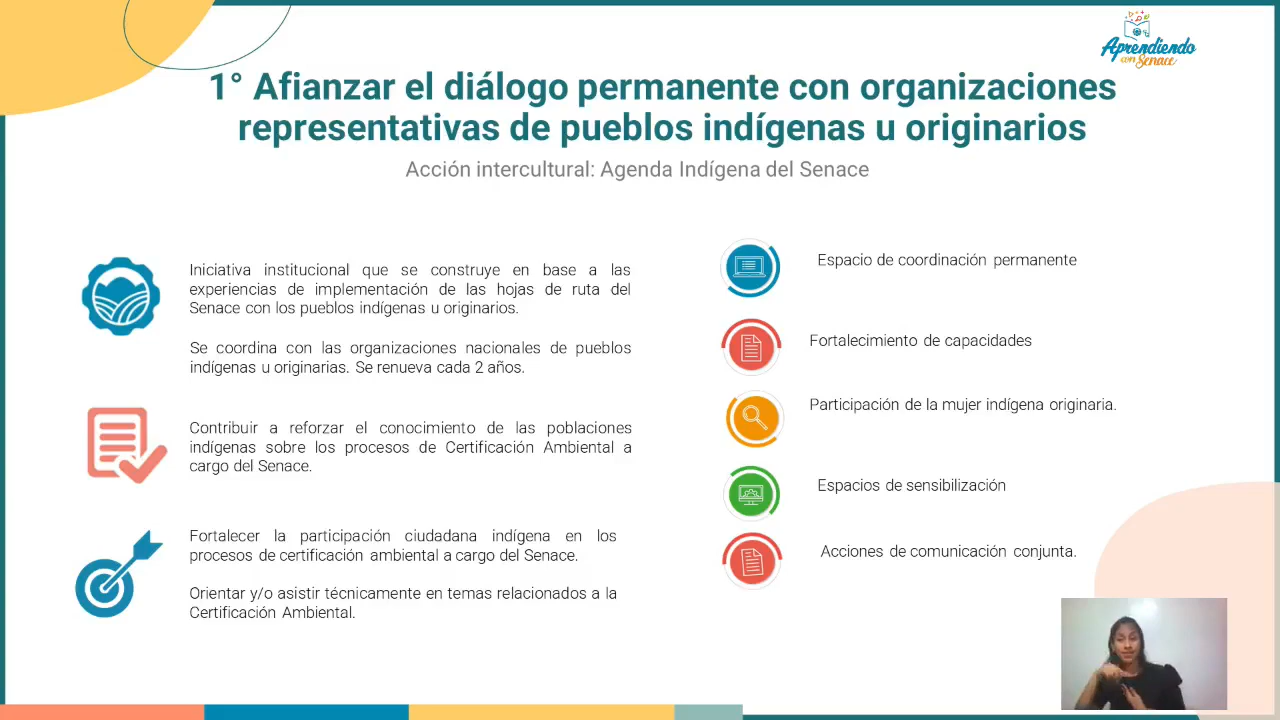 Aprendiendo
con Senace
1° Afianzar el diálogo permanente con organizaciones
representativas de pueblos indígenas u originarios
Acción intercultural: Agenda Indígena del Senace
Iniciativa institucional que se construye en base a las
experiencias de implementación de las hojas de ruta del
Senace con los pueblos indígenas u originarios.
Se coordina con las organizaciones nacionales de pueblos
indígenas u originarias. Se renueva cada 2 años.
Contribuir a reforzar el conocimiento de las poblaciones
indígenas sobre los procesos de Certificación Ambiental a
cargo del Senace.
Fortalecer la participación ciudadana indígena en los
procesos de certificación ambiental a cargo del Senace.
Orientar y/o asistir técnicamente en temas relacionados a la
Certificación Ambiental.
Espacio de coordinación permanente
Fortalecimiento de capacidades
Participación de la mujer indígena originaria.
Espacios de sensibilización
Acciones de comunicación conjunta.